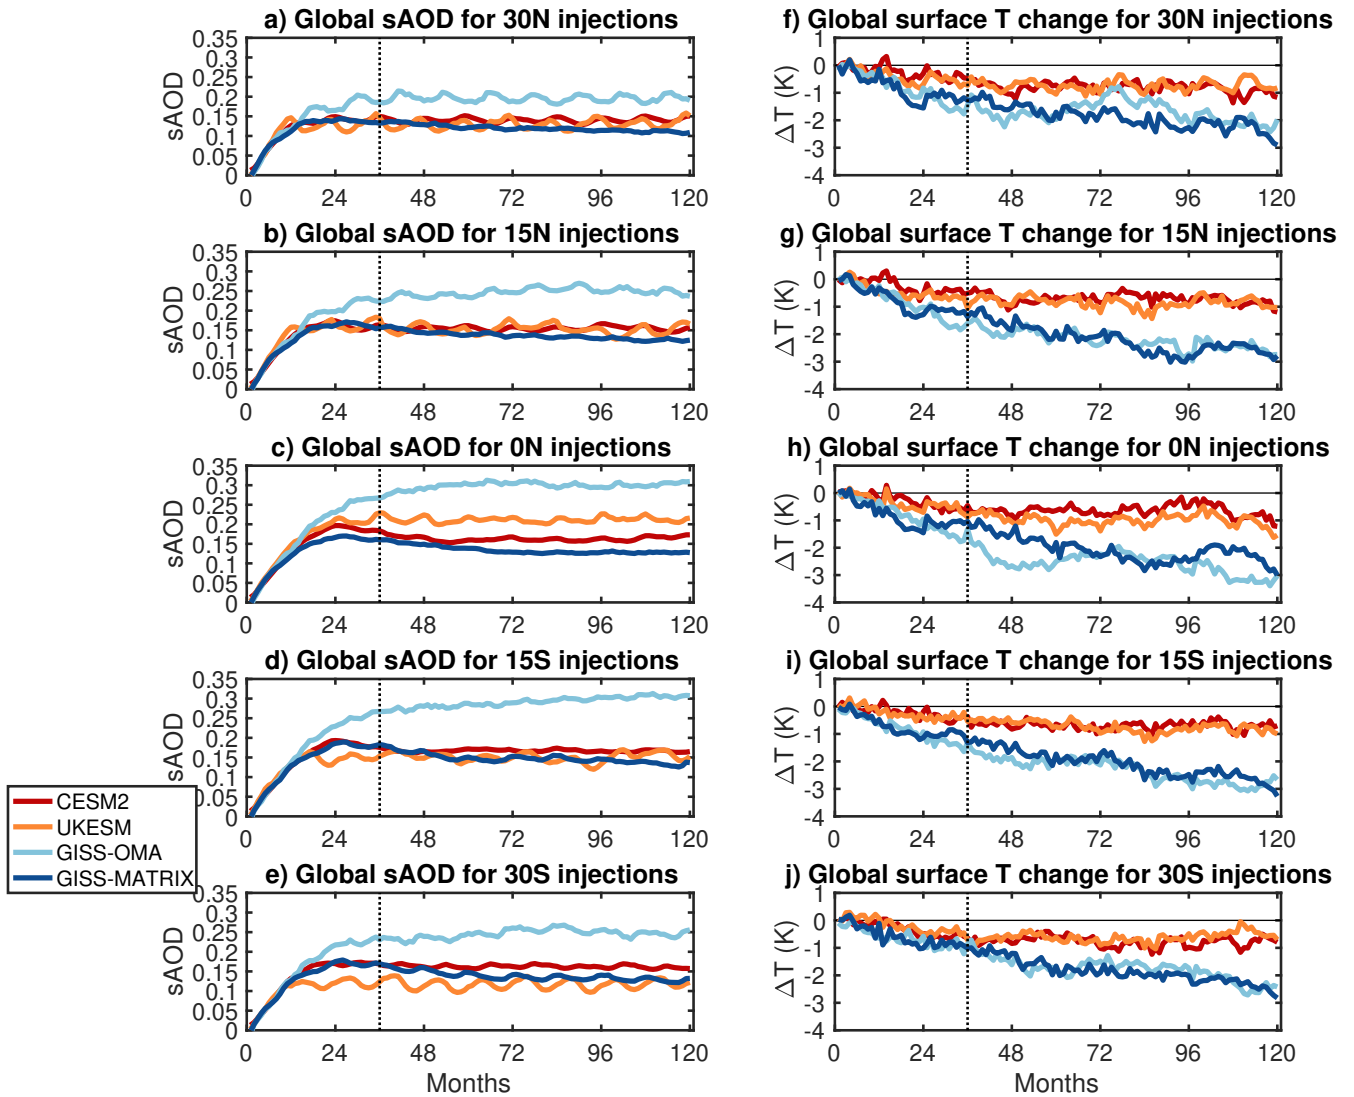 a) Global sAOD for 30N injections
0.35
0.3
0.25
0.2
0.15
0.1
0.05
0
sAOD
0 24 48 72 96 120
f) Global surface T change for 30N injections
1
0
-1
-2
-3
-4
Δ T (K)
0 24 48 72 96 120
b) Global sAOD for 15N injections
0.35
0.3
0.25
0.2
0.15
0.1
0.05
0
sAOD
0 24 48 72 96 120
g) Global surface T change for 15N injections
1
0
-1
-2
-3
-4
Δ T (K)
0 24 48 72 96 120
c) Global sAOD for 0N injections
0.35
0.3
0.25
0.2
0.15
0.1
0.05
0
sAOD
0 24 48 72 96 120
h) Global surface T change for 0N injections
1
0
-1
-2
-3
-4
Δ T (K)
0 24 48 72 96 120
d) Global sAOD for 15S injections
0.35
0.3
0.25
0.2
0.15
0.1
0.05
0
sAOD
0 24 48 72 96 120
i) Global surface T change for 15S injections
1
0
-1
-2
-3
-4
Δ T (K)
0 24 48 72 96 120
CESM2
UKESM
GISS-OMA
GISS-MATRIX
e) Global sAOD for 30S injections
0.35
0.3
0.25
0.2
0.15
0.1
0.05
0
sAOD
0 24 48 72 96 120
Months
j) Global surface T change for 30S injections
1
0
-1
-2
-3
-4
Δ T (K)
0 24 48 72 96 120
Months